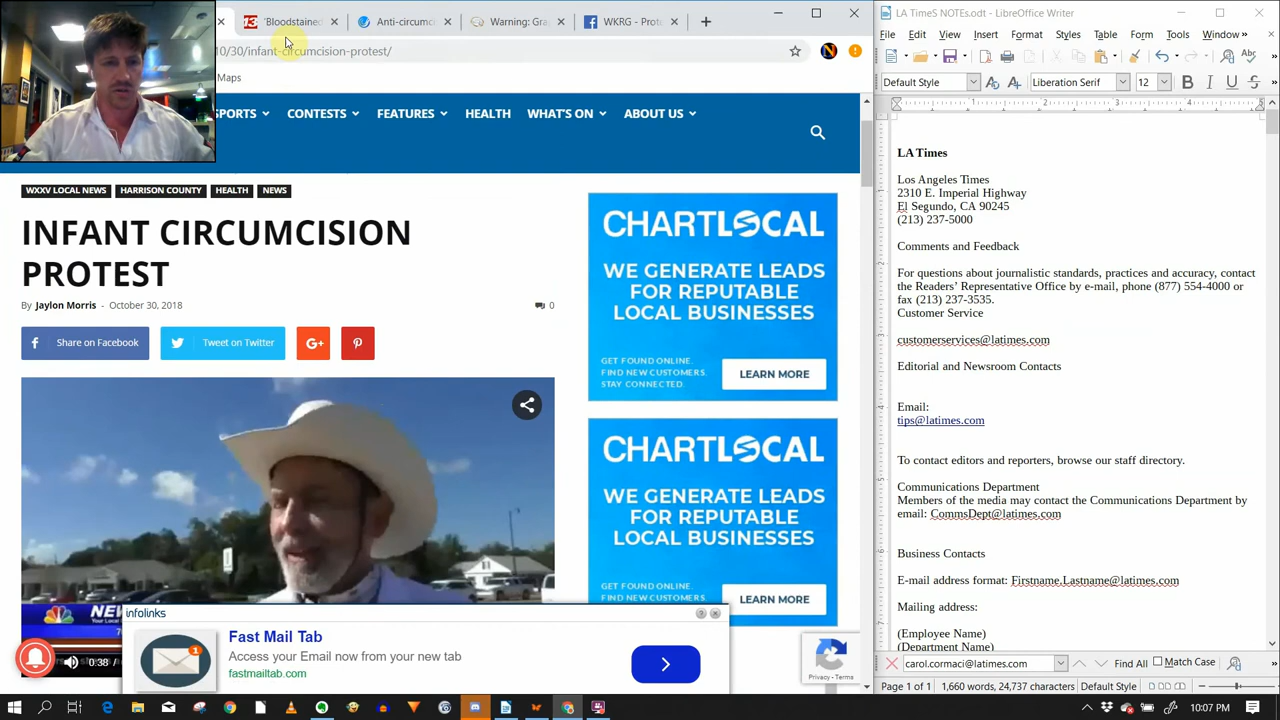 'Bloodstained
Anti-circumci
Warning: Gra
WKRG - Prote
LA TimeS NOTEs.odt - LibreOffice Writer
10/30/infant-circumcision-protest/
Maps
File Edit View Insert Format Styles Table Form Tools Window
Default Style
Liberation Serif
12
SPORTS
CONTESTS
FEATURES
HEALTH
WHAT'S ON
ABOUT US
WXXV LOCAL NEWS
HARRISON COUNTY
HEALTH
NEWS
INFANT CIRCUMCISION
PROTEST
By Jaylon Morris - October 30, 2018
0
Share on Facebook
Tweet on Twitter
G+
CHARTLOCAL
WE GENERATE LEADS
FOR REPUTABLE
LOCAL BUSINESSES
GET FOUND ONLINE.
FIND NEW CUSTOMERS.
STAY CONNECTED.
LEARN MORE
CHARTLOCAL
WE GENERATE LEADS
FOR REPUTABLE
LOCAL BUSINESSES
GET FOUND ONLINE.
LEARN MORE
NEW
0:38
infolinks
Fast Mail Tab
Access your Email now from your new tab
fastmailtab.com
Privacy - Terms
LA Times
Los Angeles Times
2310 E. Imperial Highway
El Segundo, CA 90245
(213) 237-5000
Comments and Feedback
For questions about journalistic standards, practices and accuracy, contact
the Readers' Representative Office by e-mail, phone (877) 554-4000 or
fax (213) 237-3535.
Customer Service
customerservices@latimes.com
Editorial and Newsroom Contacts
Email:
tips@latimes.com
To contact editors and reporters, browse our staff directory.
Communications Department
Members of the media may contact the Communications Department by
email: CommsDept@latimes.com
Business Contacts
E-mail address format: Firstname.Lastname@latimes.com
Mailing address:
(Employee Name)
(Department Name)
carol.cormaci@latimes.com
Find All
Match Case
Page 1 of 1
1,660 words, 24,737 characters
Default Style
10:07 PM